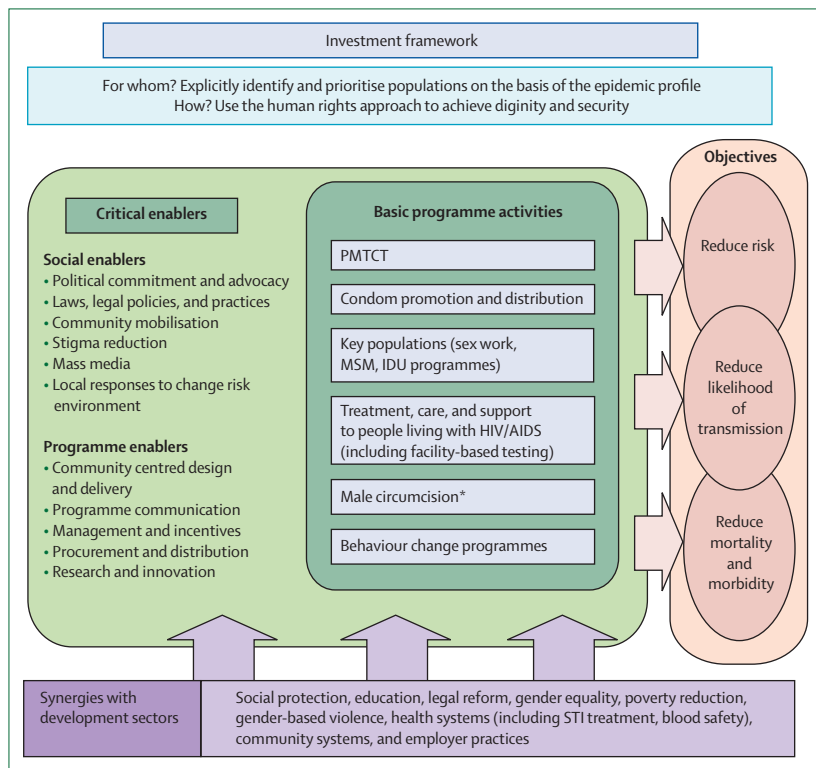 Investment framework
For whom? Explicitly identify and prioritise populations on the basis of the epidemic profile
How? Use the human rights approach to achieve diginity and security
Critical enablers
Social enablers
• Political commitment and advocacy
• Laws, legal policies, and practices
• Community mobilisation
• Stigma reduction
• Mass media
• Local responses to change risk
environment
Programme enablers
• Community centred design
and delivery
• Programme communication
• Management and incentives
• Procurement and distribution
• Research and innovation
Basic programme activities
PMTCT
Condom promotion and distribution
Key populations (sex work,
MSM, IDU programmes)
Treatment, care, and support
to people living with HIV/AIDS
(including facility-based testing)
Male circumcision*
Behaviour change programmes
Objectives
Reduce risk
Reduce
likelihood
of
transmission
Reduce
mortality
and
morbidity
Synergies with
development sectors
Social protection, education, legal reform, gender equality, poverty reduction,
gender-based violence, health systems (including STI treatment, blood safety),
community systems, and employer practices